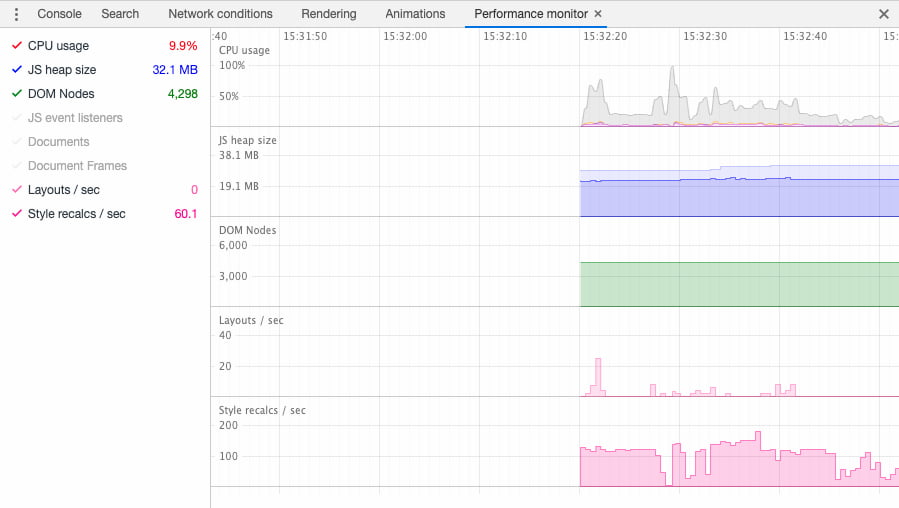 Console Search Network conditions Rendering Animations Performance monitor ×
CPU usage 9.9%
JS heap size 32.1 MB
DOM Nodes 4,298
JS event listeners
Documents
Document Frames
Layouts / sec 0
Style recalcs / sec 60.1
:40 15:31:50 15:32:00 15:32:10 15:32:20 15:32:30 15:32:40 15:
CPU usage
100%
50%
JS heap size
38.1 MB
19.1 MB
DOM Nodes
6,000
3,000
Layouts / sec
40
20
Style recalcs / sec
200
100